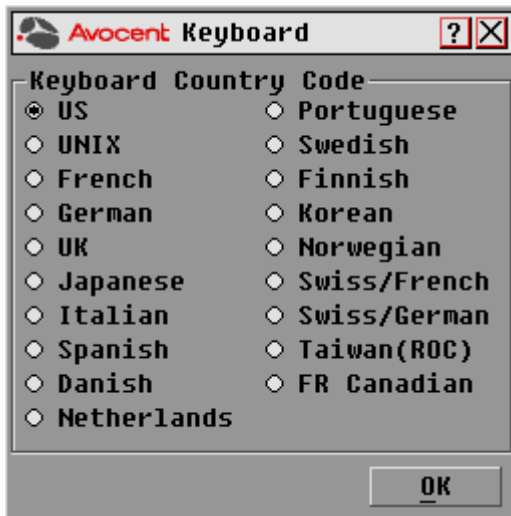 Avocent Keyboard ? X
Keyboard Country Code
US
UNIX
French
German
UK
Japanese
Italian
Spanish
Danish
Netherlands
Portuguese
Swedish
Finnish
Korean
Norwegian
Swiss/French
Swiss/German
Taiwan(ROC)
FR Canadian
OK